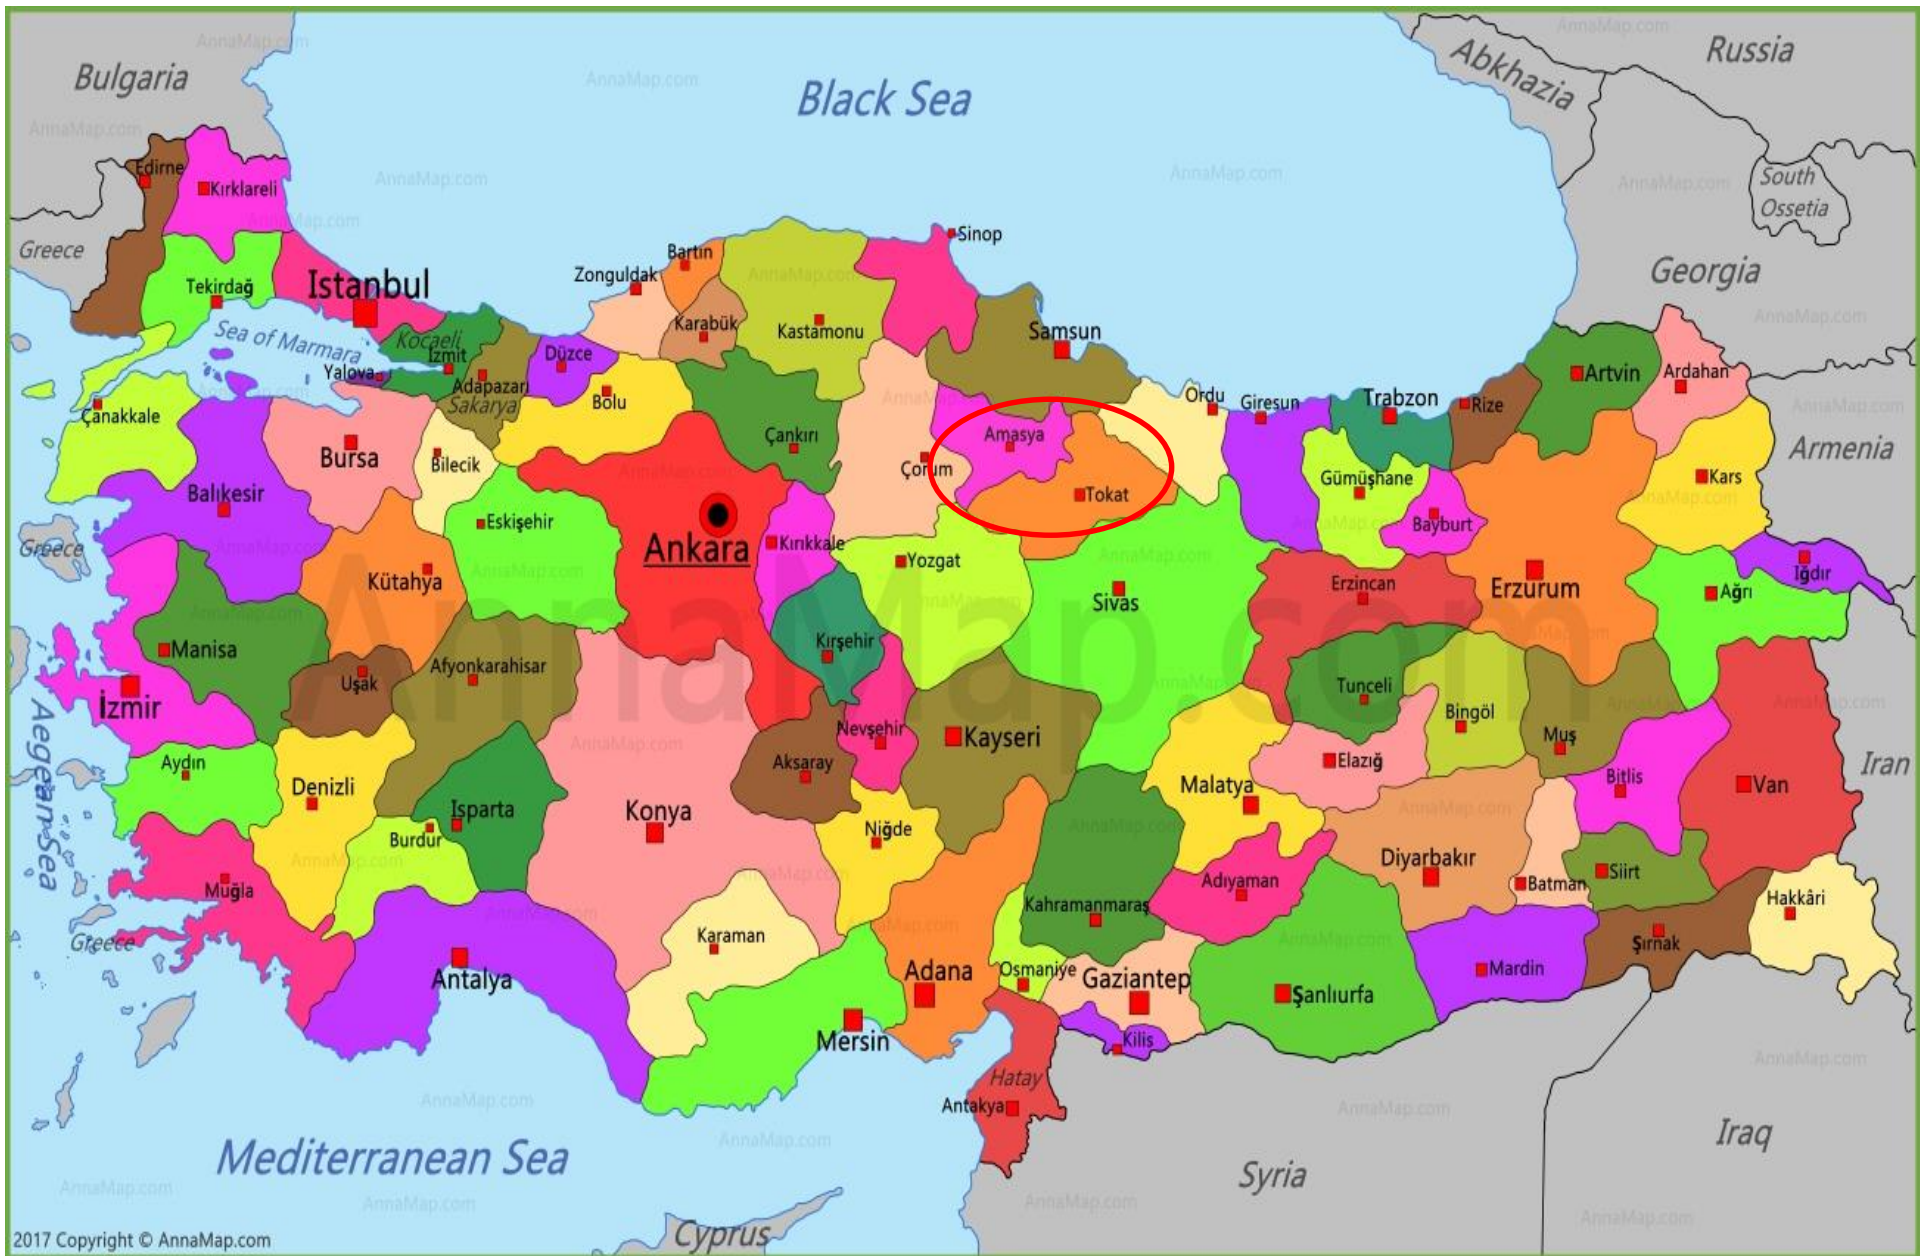 Russia
Bulgaria
Abkhazia
Black Sea
South
Ossetia
Georgia
Armenia
Greece
Edirne
Kırklareli
Tekirdağ
Istanbul
Sea of Marmara
Kocaeli
İzmit
Yalova
Adapazarı
Sakarya
Düzce
Bolu
Zonguldak
Bartın
Karabük
Kastamonu
Sinop
Samsun
Ordu
Giresun
Trabzon
Rize
Artvin
Ardahan
Çanakkale
Bursa
Bilecik
Çankırı
Çorum
Amasya
Tokat
Gümüşhane
Bayburt
Kars
Balıkesir
Eskişehir
Ankara
Kırıkkale
Yozgat
Sivas
Erzincan
Erzurum
Iğdır
Ağrı
Greece
Kütahya
Manisa
Uşak
Afyonkarahisar
Kırşehir
Tunceli
Bingöl
Muş
İzmir
Aegean Sea
Nevşehir
Kayseri
Elazığ
Bitlis
Van
Iran
Aydın
Denizli
Isparta
Burdur
Konya
Aksaray
Niğde
Malatya
Diyarbakır
Batman
Siirt
Hakkâri
Muğla
Greece
Antalya
Karaman
Adana
Osmaniye
Kahramanmaraş
Adıyaman
Gaziantep
Şanlıurfa
Mardin
Şırnak
Mersin
Kilis
Hatay
Antakya
Mediterranean Sea
Syria
Iraq
Cyprus
AnnaMap.com
2017 Copyright © AnnaMap.com